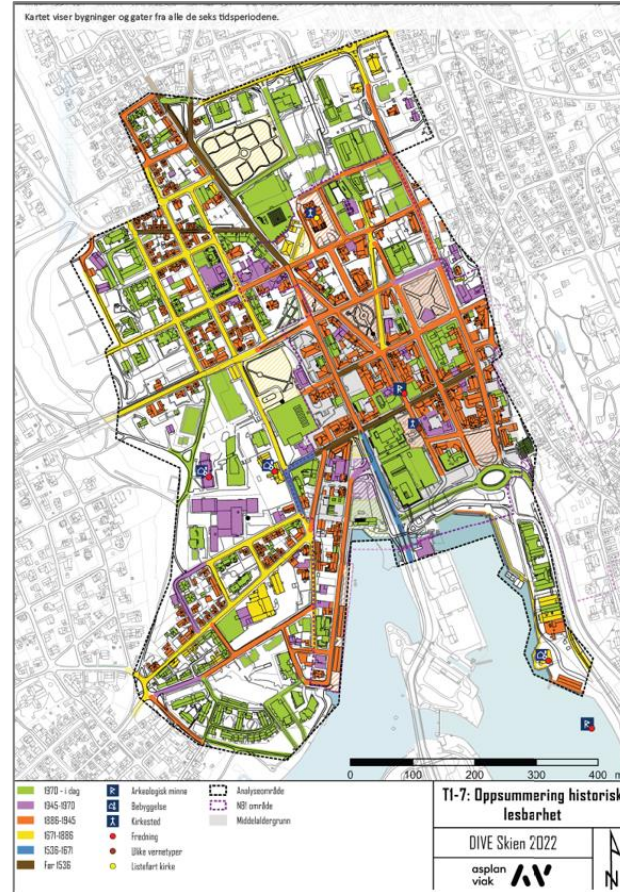 Kartet viser bygninger og gater fra alle de seks tidsperiodene.
0 100 200 300 400 m
1970 - i dag
1945-1970
1886-1945
1671-1886
1536-1671
Før 1536
Arkeologisk minne
Bebyggelse
Kirkested
Fredning
Ulike vernetyper
Listeført kirke
Analyseområde
NB! område
Middelaldergrunn
T1-7: Oppsummering historisk
lesbarhet
DIVE Skien 2022
asplan
viak
N